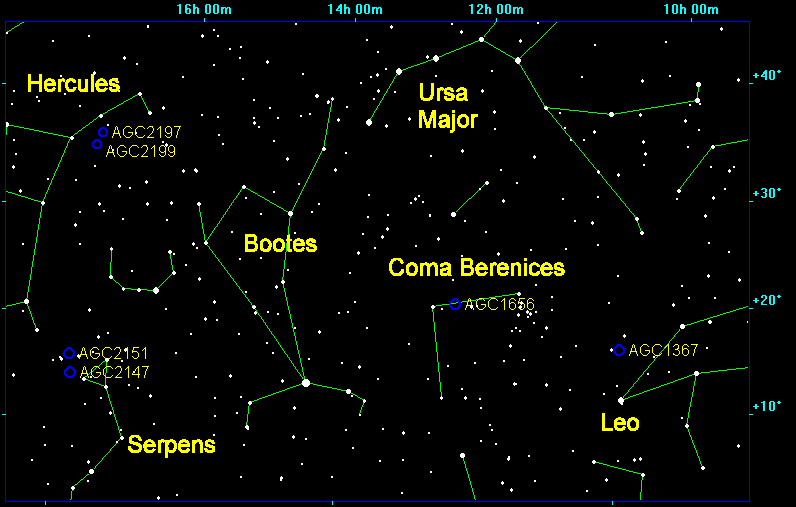 16h 00m 14h 00m 12h 00m 10h 00m
+40°
Hercules
Ursa
Major
AGC2197
AGC2199
+30°
Bootes
Coma Berenices
AGC1656
+20°
AGC2151
AGC1367
AGC2147
+10°
Leo
Serpens